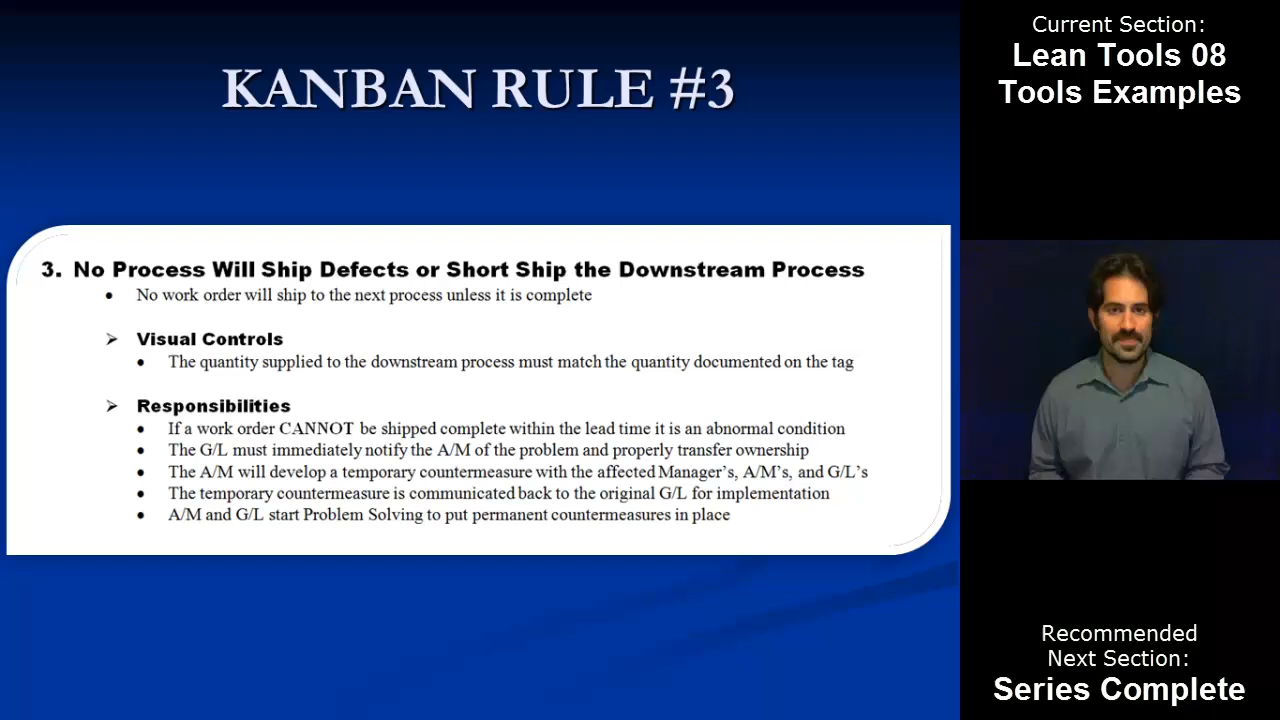 KANBAN RULE #3
3. No Process Will Ship Defects or Short Ship the Downstream Process
• No work order will ship to the next process unless it is complete
➢ Visual Controls
• The quantity supplied to the downstream process must match the quantity documented on the tag
➢ Responsibilities
• If a work order CANNOT be shipped complete within the lead time it is an abnormal condition
• The G/L must immediately notify the A/M of the problem and properly transfer ownership
• The A/M will develop a temporary countermeasure with the affected Manager's, A/M's, and G/L's
• The temporary countermeasure is communicated back to the original G/L for implementation
• A/M and G/L start Problem Solving to put permanent countermeasures in place
Current Section:
Lean Tools 08
Tools Examples
Recommended
Next Section:
Series Complete